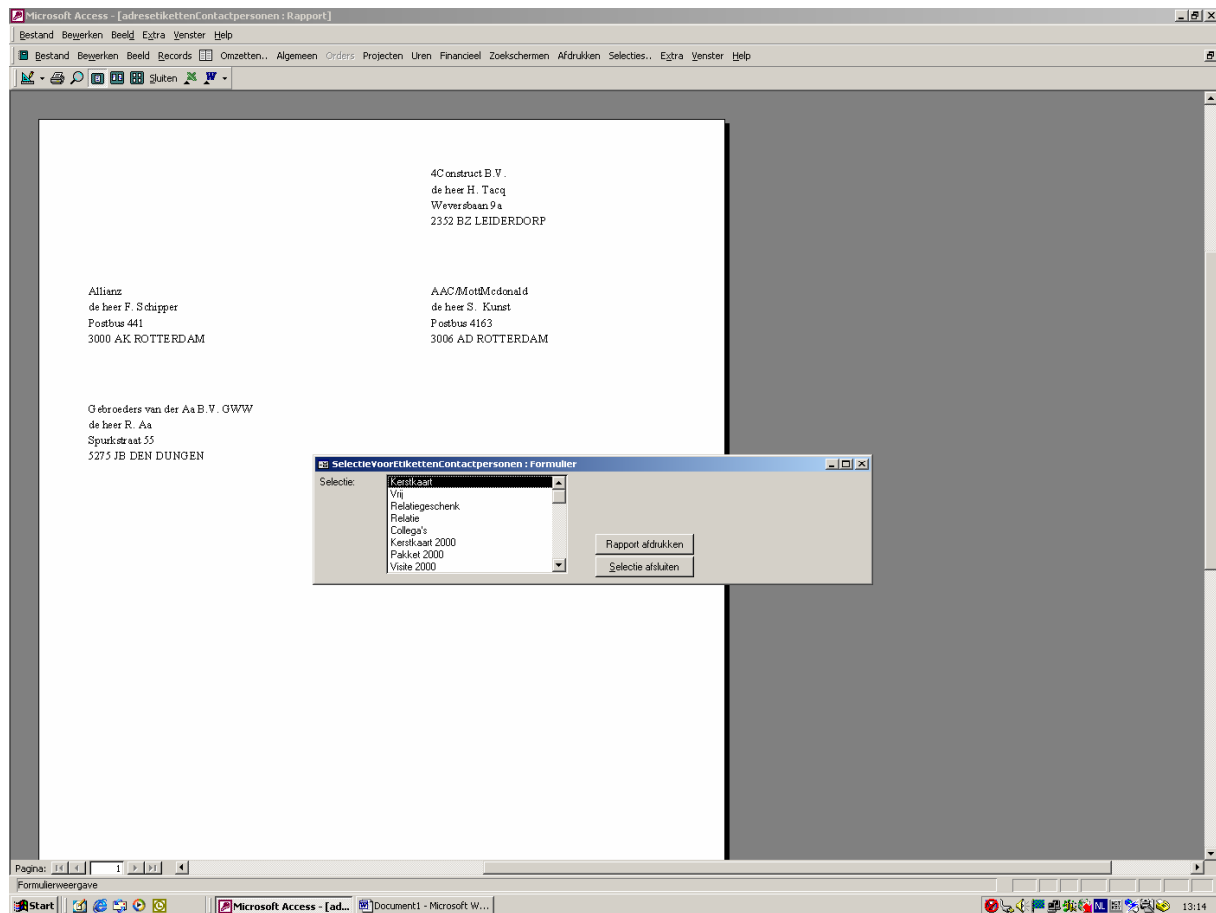 Microsoft Access - [adresetikettenContactpersonen : Rapport]
Bestand Bewerken Beeld Extra Venster Help
Bestand Bewerken Beeld Records Omzetten.. Algemeen Orders Projecten Uren Financieel Zoekschermen Afdrukken Selecties.. Extra Venster Help
Sluiten
4Construct B.V.
de heer H. Tacq
Weversbaan 9a
2352 BZ LEIDERDORP
Allianz
de heer F. Schipper
Postbus 441
3000 AK ROTTERDAM
AAC/MottMcdonald
de heer S. Kunst
Postbus 4163
3006 AD ROTTERDAM
Gebroeders van der Aa B.V. GWW
de heer R. Aa
Spurkstraat 55
5275 JB DEN DUNGEN
SelectieVoorEtikettenContactpersonen : Formulier
Selectie:
Kerstkaart
Vrij
Relatiegeschenk
Relatie
Collega's
Kerstkaart 2000
Pakket 2000
Visite 2000
Rapport afdrukken
Selectie afsluiten
Pagina: 1
Formulierweergave
Start Microsoft Access - [ad... Document1 - Microsoft W... NL 13:14